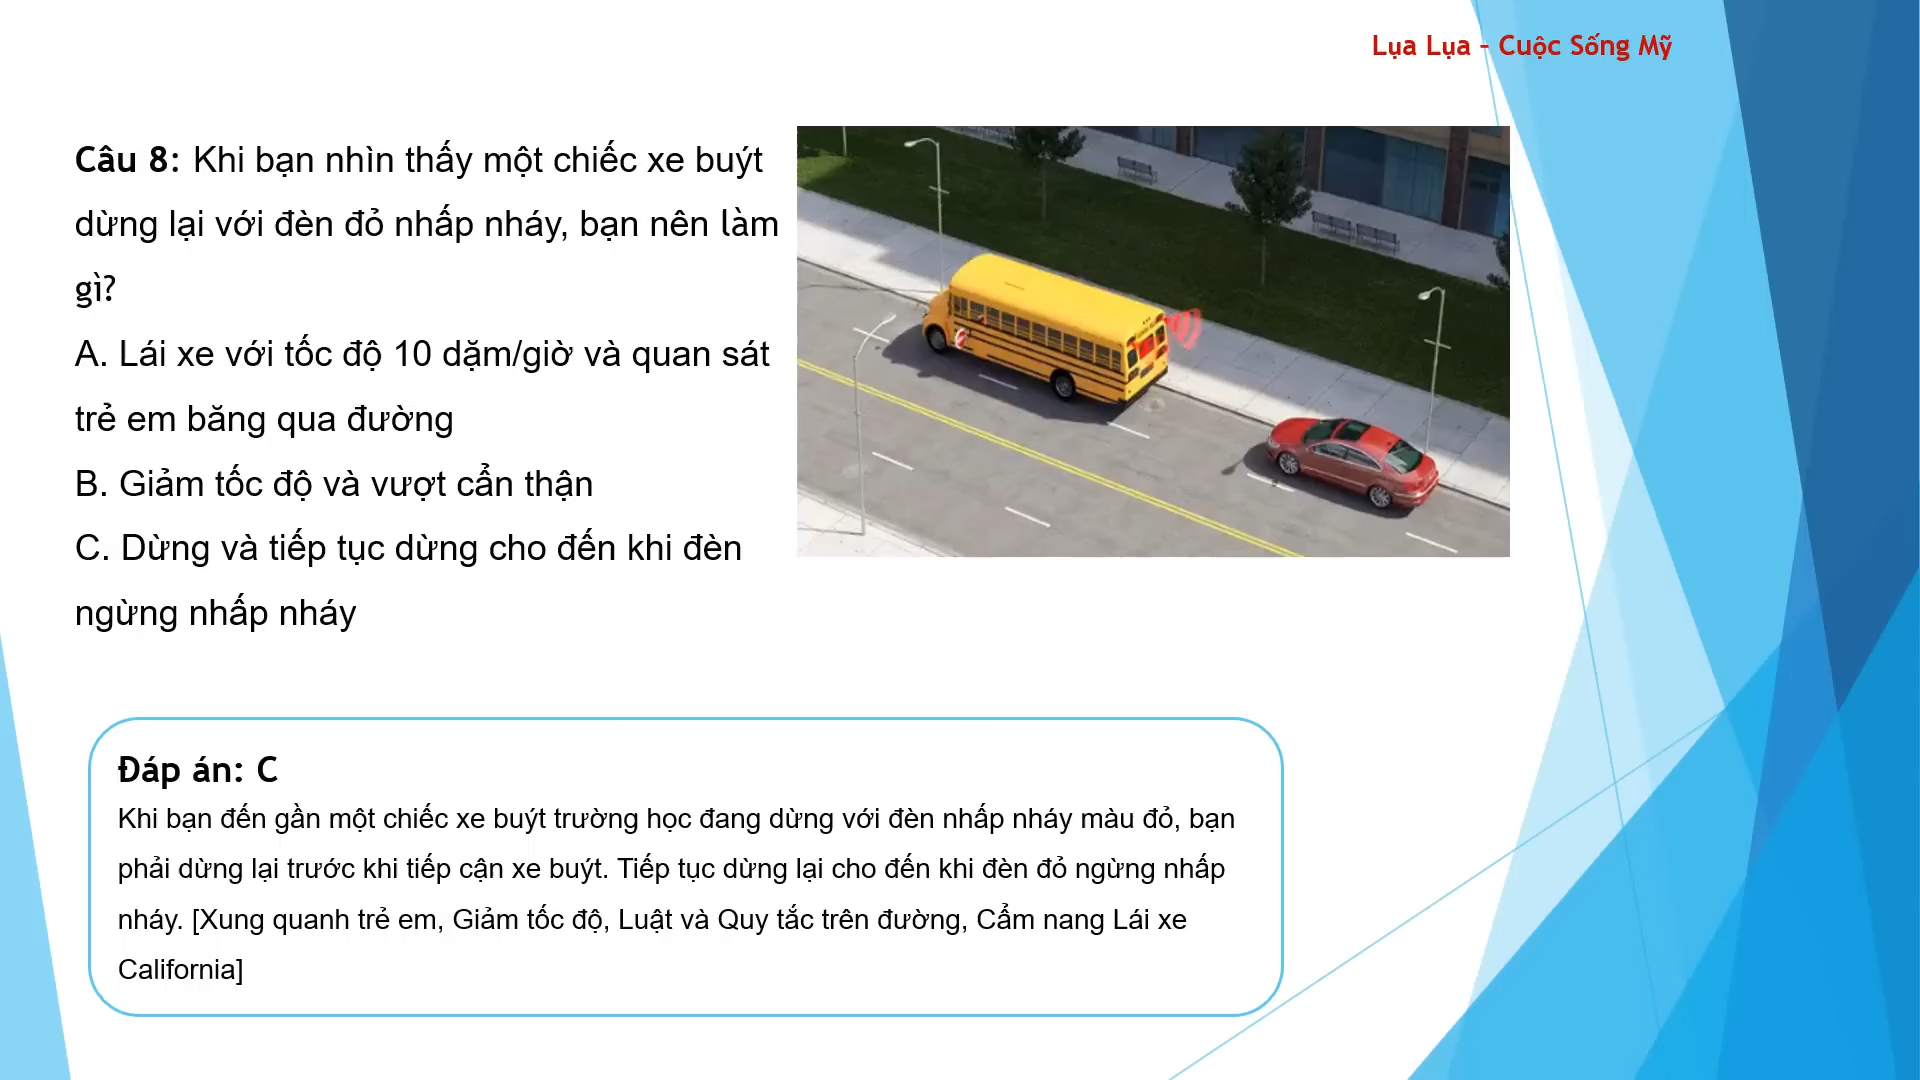 Lụa Lụa - Cuộc Sống Mỹ
Câu 8: Khi bạn nhìn thấy một chiếc xe buýt
dừng lại với đèn đỏ nhấp nháy, bạn nên làm
gì?
A. Lái xe với tốc độ 10 dặm/giờ và quan sát
trẻ em băng qua đường
B. Giảm tốc độ và vượt cẩn thận
C. Dừng và tiếp tục dừng cho đến khi đèn
ngừng nhấp nháy
Đáp án: C
Khi bạn đến gần một chiếc xe buýt trường học đang dừng với đèn nhấp nháy màu đỏ, bạn
phải dừng lại trước khi tiếp cận xe buýt. Tiếp tục dừng lại cho đến khi đèn đỏ ngừng nhấp
nháy. [Xung quanh trẻ em, Giảm tốc độ, Luật và Quy tắc trên đường, Cẩm nang Lái xe
California]